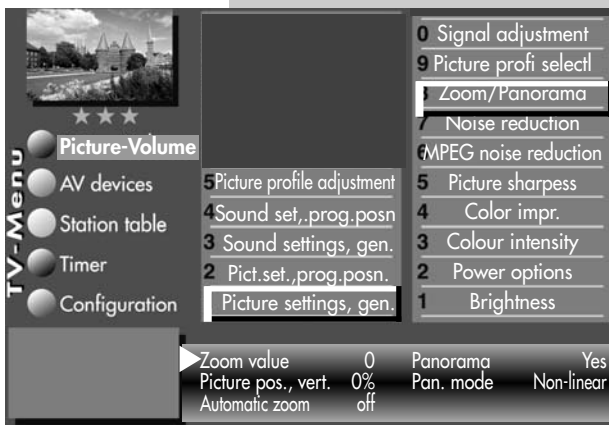 TV-Menu
Picture-Volume
AV devices
Station table
Timer
Configuration
5 Picture profile adjustment
4 Sound set,.prog.posn
3 Sound settings, gen.
2 Pict.set.,prog.posn.
Picture settings, gen.
0 Signal adjustment
9 Picture profi selectl
8 Zoom/Panorama
7 Noise reduction
6 MPEG noise reduction
5 Picture sharpess
4 Color impr.
3 Colour intensity
2 Power options
1 Brightness
Zoom value 0 Panorama Yes
Picture pos., vert. 0% Pan. mode Non-linear
Automatic zoom off